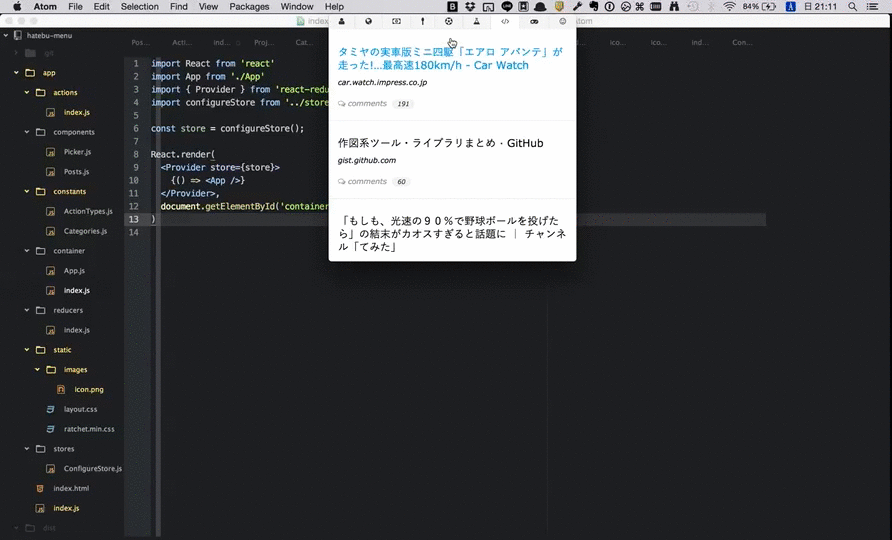 Atom File Edit Selection Find View Packages Window Help
84% 日 21:11
index
Atom
hatebu-menu
.git
app
actions
index.js
components
Picker.js
Posts.js
constants
ActionTypes.js
Categories.js
container
App.js
index.js
reducers
index.js
static
images
icon.png
layout.css
ratchet.min.css
stores
ConfigureStore.js
index.html
index.js
dist
Pos… Acti… ind… Proj… Cat… Ico… Ico… ind… Con…
1 import React from 'react'
2 import App from './App'
3 import { Provider } from 'react-redu
4 import configureStore from '../store
5
6 const store = configureStore();
7
8 React.render(
9 <Provider store={store}>
10 {() => <App />}
11 </Provider>,
12 document.getElementById('container
13 )
14
タミヤの実車版ミニ四駆「エアロ アバンテ」が
走った!…最高速180km/h - Car Watch
car.watch.impress.co.jp
comments 191
作図系ツール・ライブラリまとめ · GitHub
gist.github.com
comments 60
「もしも、光速の９０％で野球ボールを投げた
ら」の結末がカオスすぎると話題に ｜ チャンネ
ル「てみた」